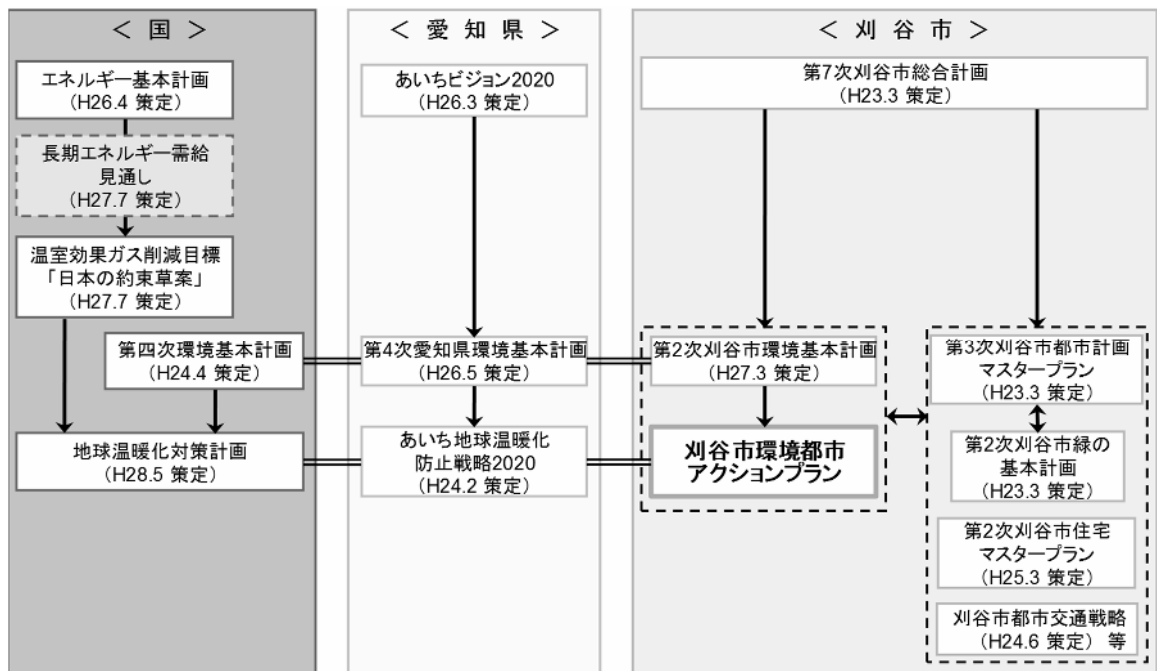 ＜ 国 ＞
エネルギー基本計画
（H26.4 策定）
長期エネルギー需給
見通し
（H27.7 策定）
温室効果ガス削減目標
「日本の約束草案」
（H27.7 策定）
第四次環境基本計画
（H24.4 策定）
地球温暖化対策計画
（H28.5 策定）
＜ 愛 知 県 ＞
あいちビジョン2020
（H26.3 策定）
第4次愛知県環境基本計画
（H26.5 策定）
あいち地球温暖化
防止戦略2020
（H24.2 策定）
＜ 刈 谷 市 ＞
第7次刈谷市総合計画
（H23.3 策定）
第2次刈谷市環境基本計画
（H27.3 策定）
刈谷市環境都市
アクションプラン
第3次刈谷市都市計画
マスタープラン
（H23.3 策定）
第2次刈谷市緑の
基本計画
（H23.3 策定）
第2次刈谷市住宅
マスタープラン
（H25.3 策定）
刈谷市都市交通戦略
（H24.6 策定） 等